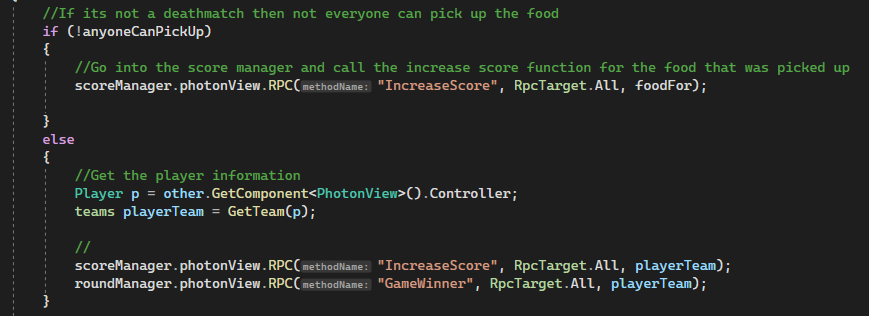 //If its not a deathmatch then not everyone can pick up the food
if (!anyoneCanPickUp)
{
//Go into the score manager and call the increase score function for the food that was picked up
scoreManager.photonView.RPC( methodName: "IncreaseScore", RpcTarget.All, foodFor);
}
else
{
//Get the player information
Player p = other.GetComponent<PhotonView>().Controller;
teams playerTeam = GetTeam(p);
//
scoreManager.photonView.RPC( methodName: "IncreaseScore", RpcTarget.All, playerTeam);
roundManager.photonView.RPC( methodName: "GameWinner", RpcTarget.All, playerTeam);
}